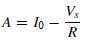 A = I₀ − Vₛ/R